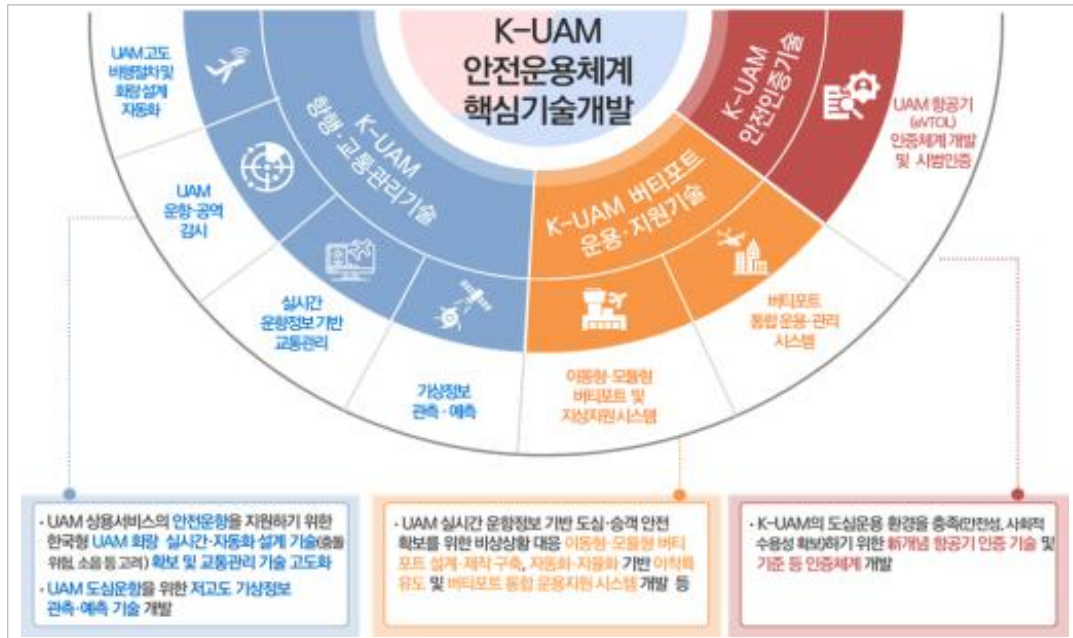 K-UAM
안전운용체계
핵심기술개발
K-UAM
항행·교통관리기술
K-UAM 버티포트
운용·지원기술
K-UAM
안전인증기술
UAM 고도
비행절차 및
회랑 설계
자동화
UAM
운항·공역
감시
실시간
운항정보 기반
교통관리
기상정보
관측·예측
이동형·모듈형
버티포트 및
지상지원 시스템
버티포트
통합 운용·관리
시스템
UAM 항공기
(eVTOL)
인증체계 개발
및 시범인증
· UAM 상용서비스의 안전운항을 지원하기 위한
한국형 UAM 회랑 실시간·자동화 설계 기술(충돌
위험, 소음 등 고려) 확보 및 교통관리 기술 고도화
· UAM 도심운항을 위한 저고도 기상정보
관측·예측 기술 개발
· UAM 실시간 운항정보 기반 도심·승객 안전
확보를 위한 비상상황 대응 이동형·모듈형 버티
포트 설계·제작 구축, 자동화·자율화 기반 이착륙
유도 및 버티포트 통합 운용지원 시스템 개발 등
· K-UAM의 도심운용 환경을 충족(안전성, 사회적
수용성 확보)하기 위한 新개념 항공기 인증 기술 및
기준 등 인증체계 개발